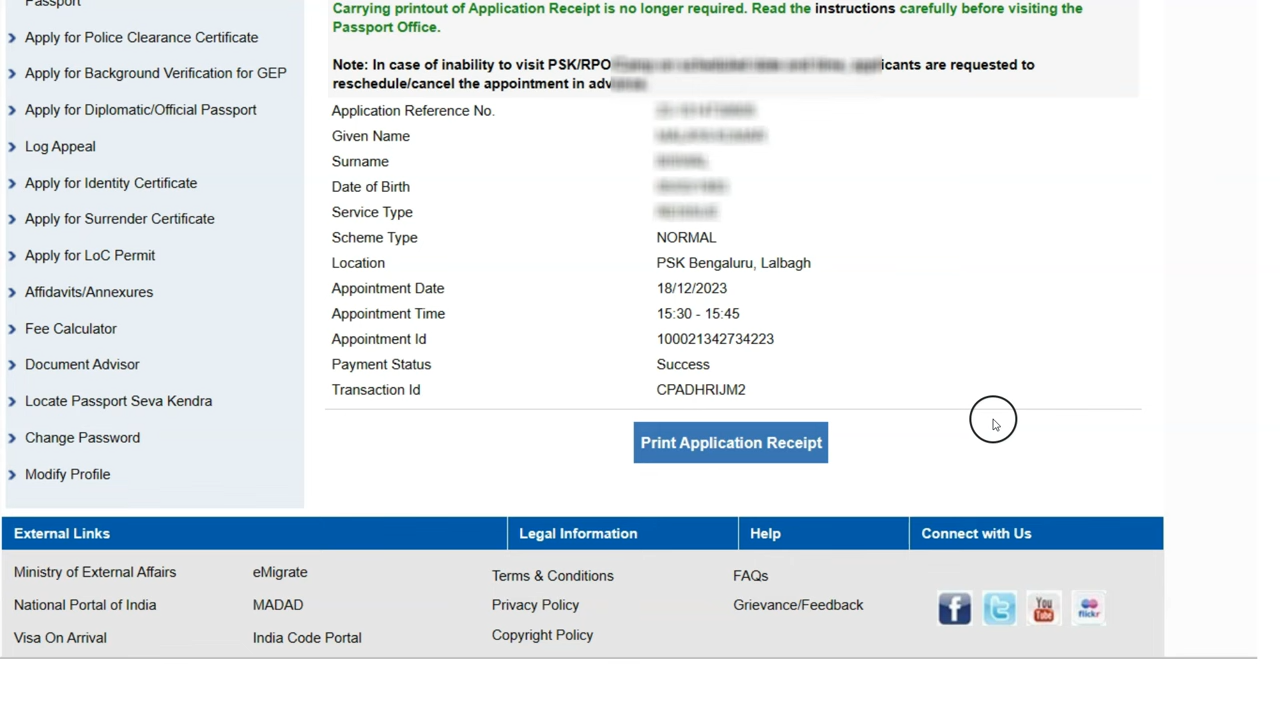 Passport
Apply for Police Clearance Certificate
Apply for Background Verification for GEP
Apply for Diplomatic/Official Passport
Log Appeal
Apply for Identity Certificate
Apply for Surrender Certificate
Apply for LoC Permit
Affidavits/Annexures
Fee Calculator
Document Advisor
Locate Passport Seva Kendra
Change Password
Modify Profile
Carrying printout of Application Receipt is no longer required. Read the instructions carefully before visiting the
Passport Office.
Note: In case of inability to visit PSK/RPO are requested to
reschedule/cancel the appointment in
Application Reference No.
Given Name
Surname
Date of Birth
Service Type
Scheme Type NORMAL
Location PSK Bengaluru, Lalbagh
Appointment Date 18/12/2023
Appointment Time 15:30 - 15:45
Appointment Id 100021342734223
Payment Status Success
Transaction Id CPADHRIJM2
Print Application Receipt
External Links Legal Information Help Connect with Us
Ministry of External Affairs eMigrate Terms & Conditions FAQs
National Portal of India MADAD Privacy Policy Grievance/Feedback
Visa On Arrival India Code Portal Copyright Policy
You
Tube
flickr